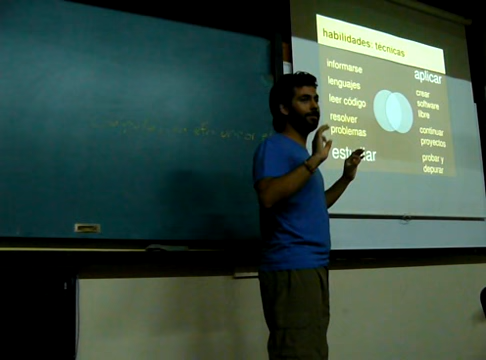 habilidades: técnicas
informarse
lenguajes
leer código
resolver
problemas
estudiar
aplicar
crear
software
libre
continuar
proyectos
probar y
depurar